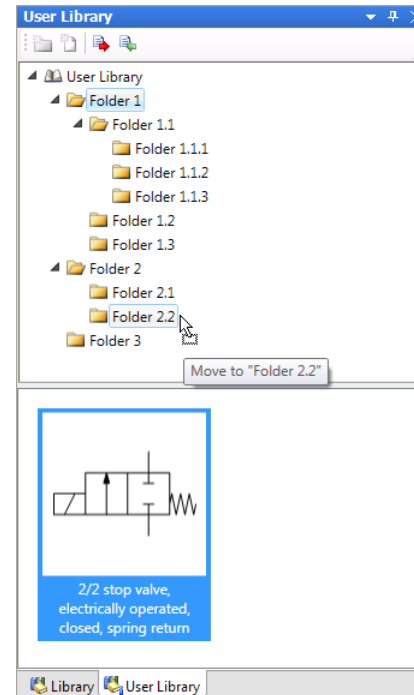 User Library
User Library
Folder 1
Folder 1.1
Folder 1.1.1
Folder 1.1.2
Folder 1.1.3
Folder 1.2
Folder 1.3
Folder 2
Folder 2.1
Folder 2.2
Folder 3
Move to "Folder 2.2"
2/2 stop valve,
electrically operated,
closed, spring return
Library User Library